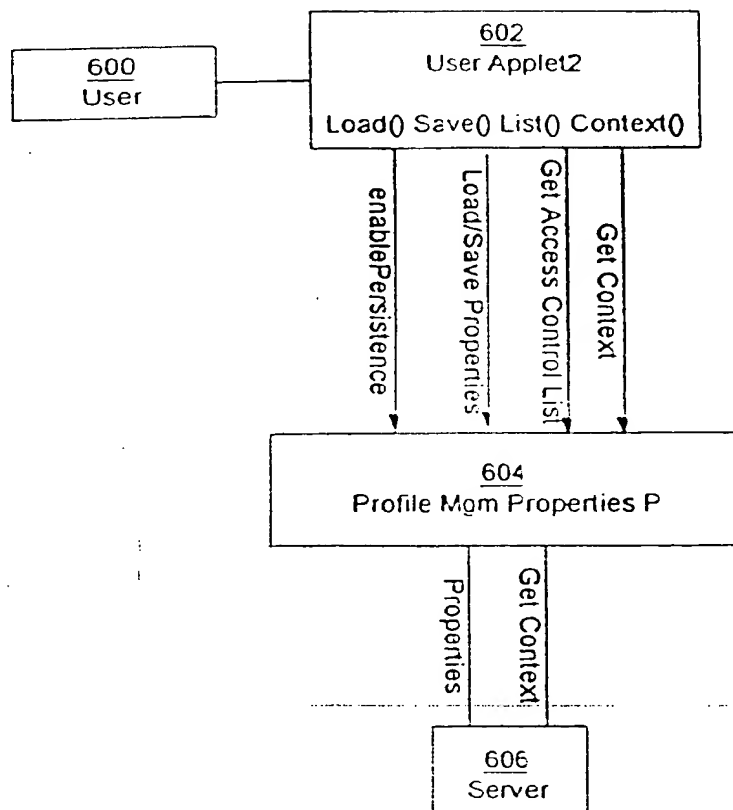 602
User Applet2
600
User
Load() Save() List() Context()
enablePersistence
Load/Save Properties
Get Access Control List
Get Context
604
Profile Mgm Properties P
Properties
Get Context
606
Server